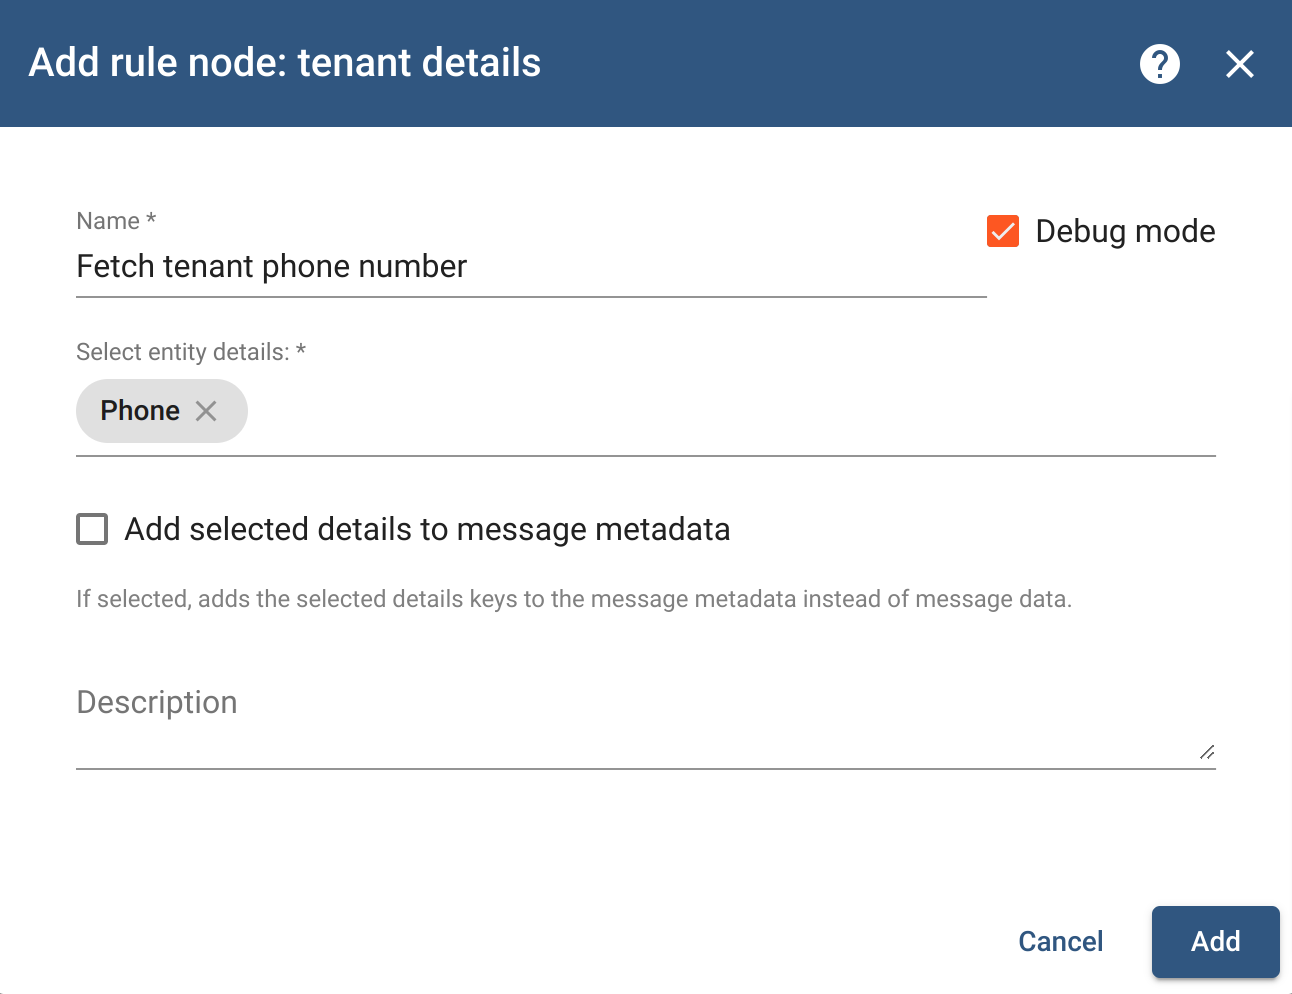 Add rule node: tenant details
Name *
Fetch tenant phone number
Debug mode
Select entity details: *
Phone
Add selected details to message metadata
If selected, adds the selected details keys to the message metadata instead of message data.
Description
Cancel
Add